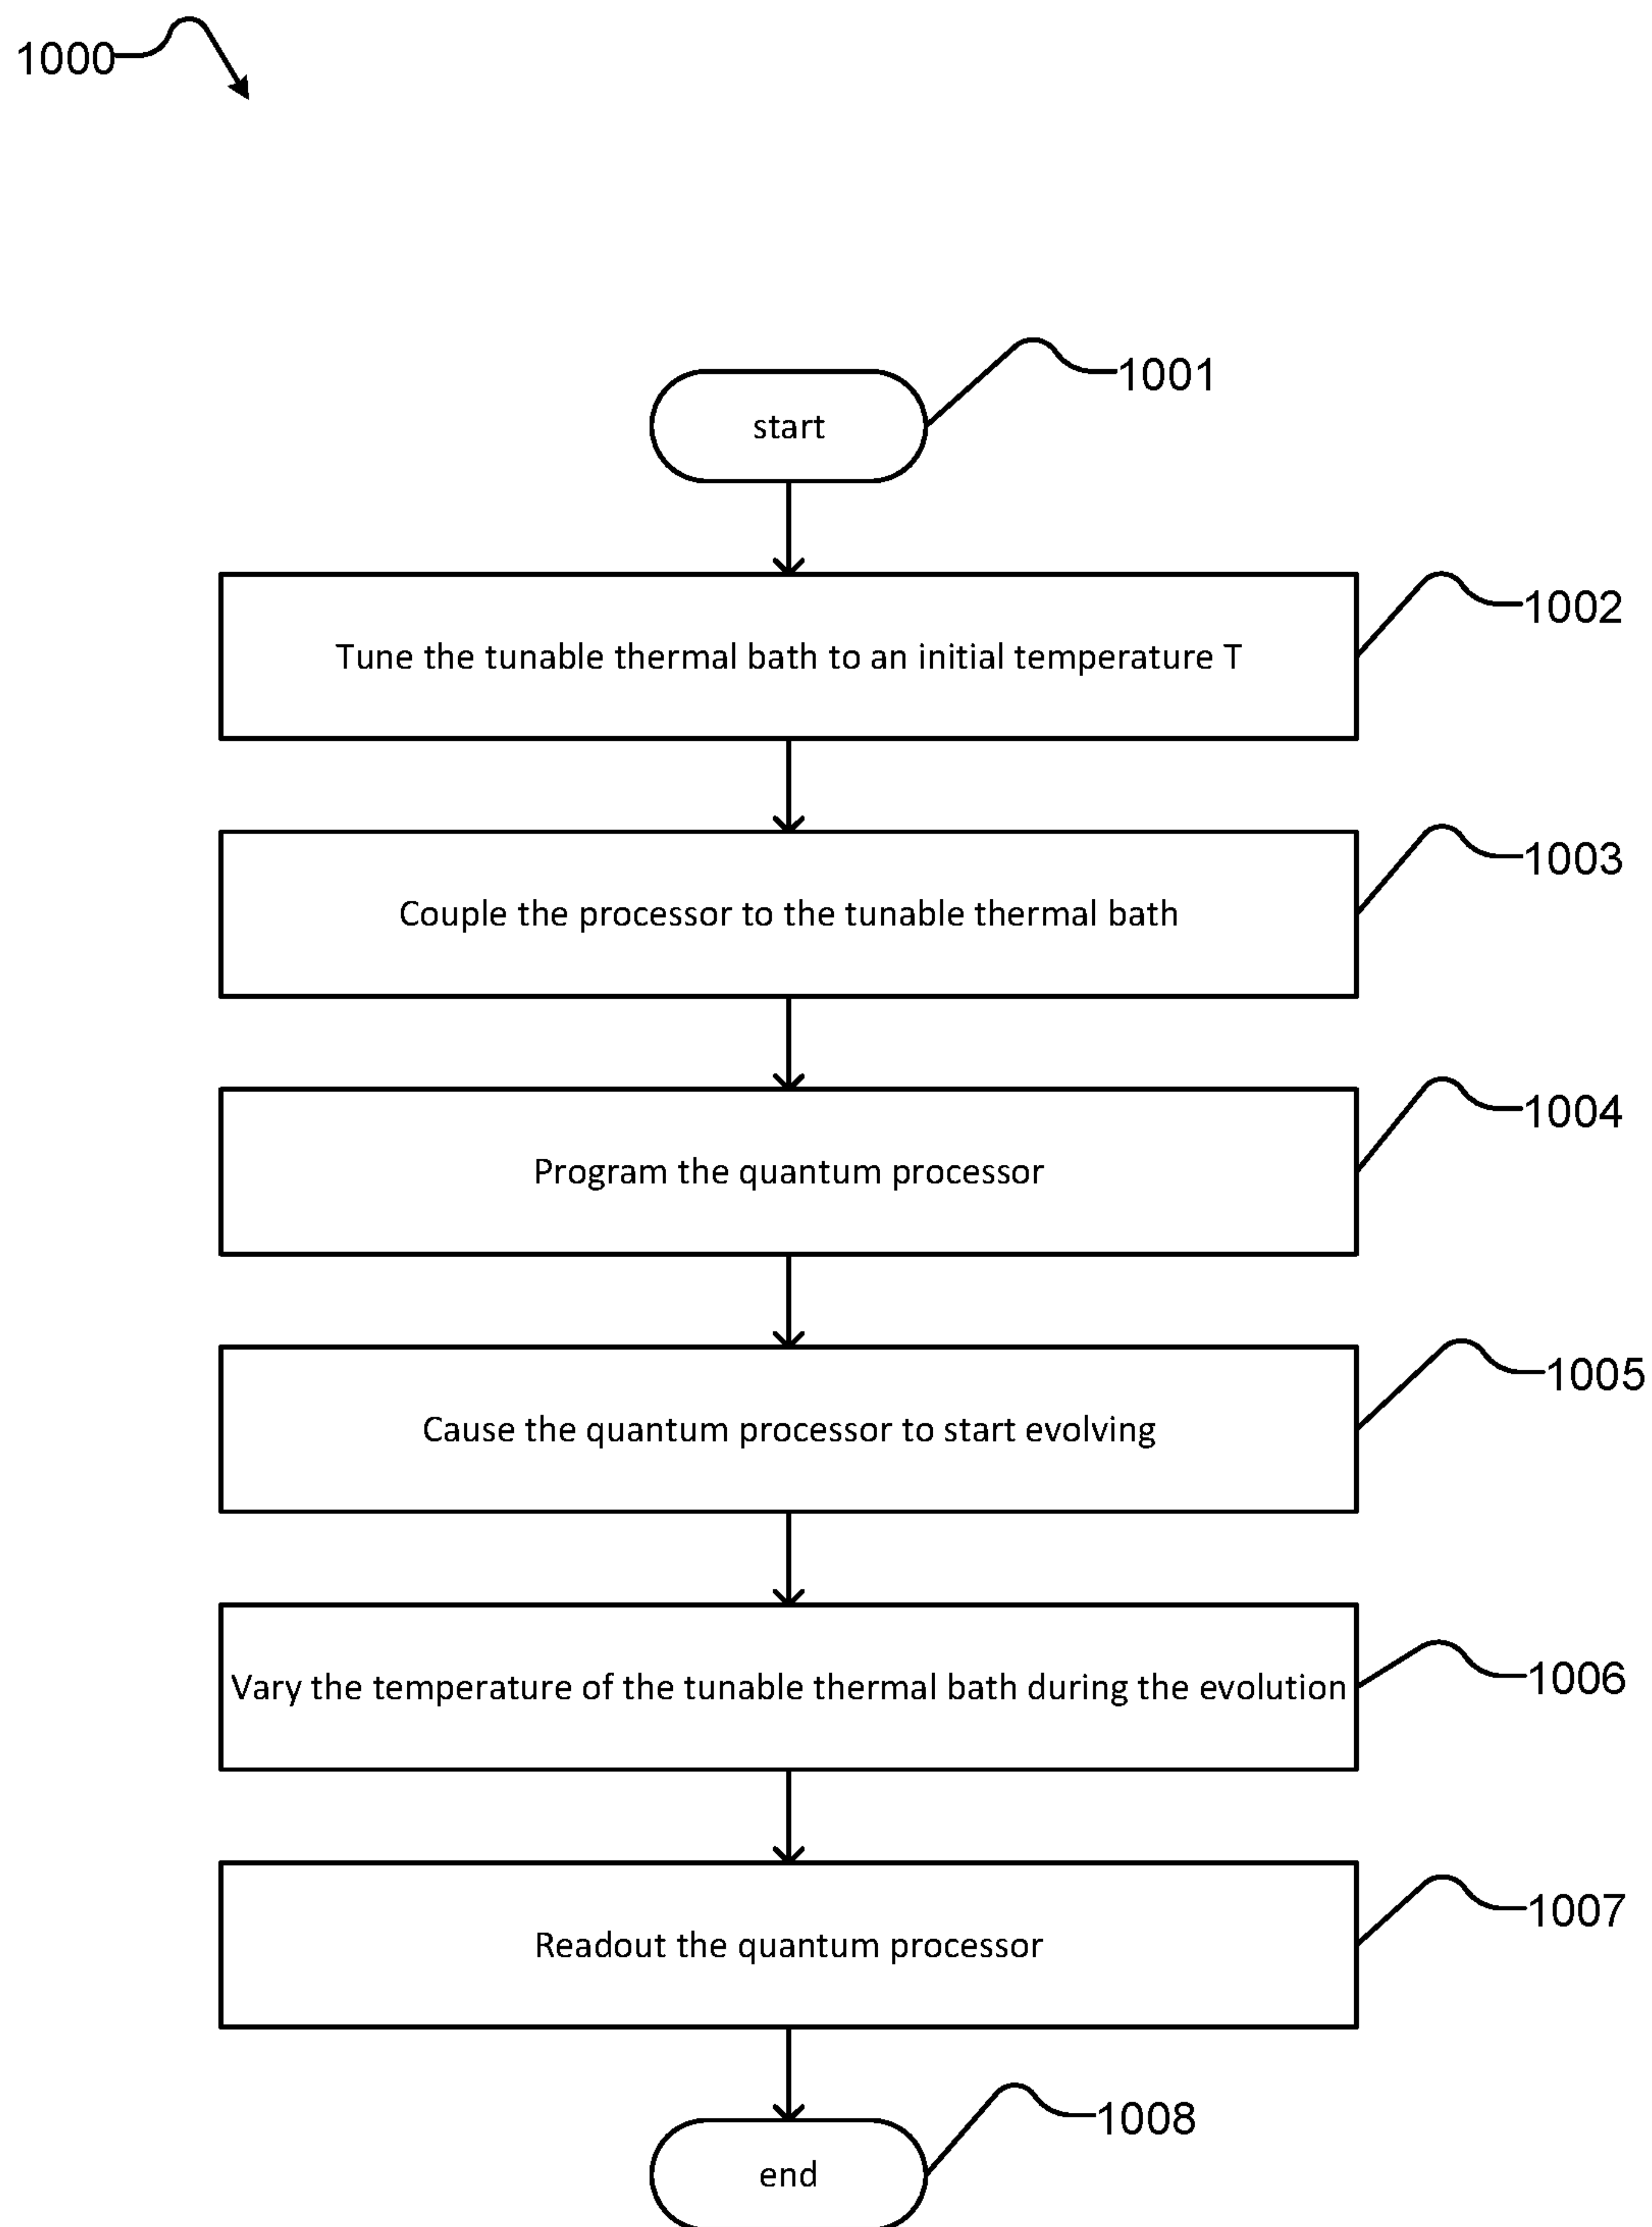 1000
start
1001
Tune the tunable thermal bath to an initial temperature T
1002
Couple the processor to the tunable thermal bath
1003
Program the quantum processor
1004
Cause the quantum processor to start evolving
1005
Vary the temperature of the tunable thermal bath during the evolution
1006
Readout the quantum processor
1007
end
1008